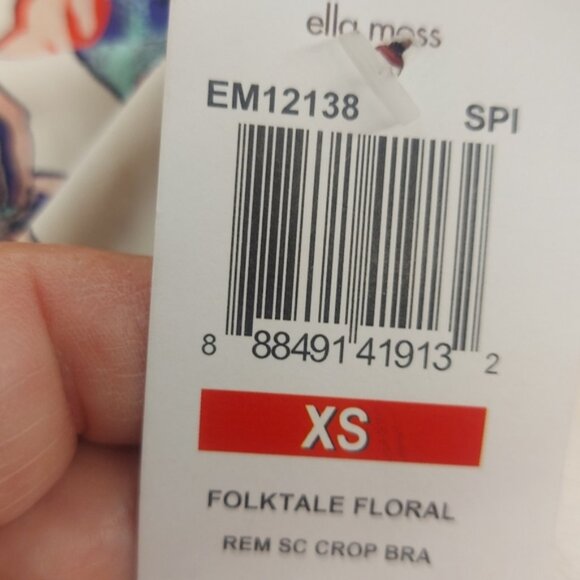 ella moss
EM12138 SPI
8 88491 41913 2
XS
FOLKTALE FLORAL
REM SC CROP BRA